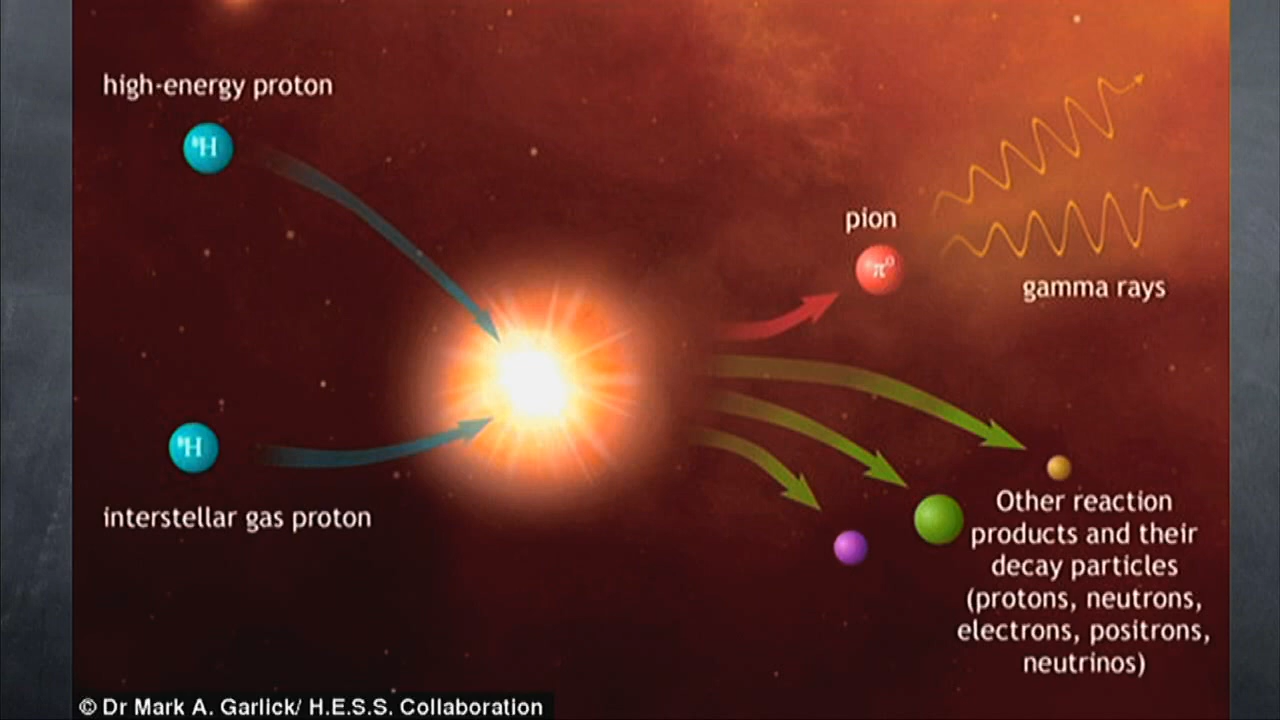 high-energy proton
H
pion
π⁰
gamma rays
H
interstellar gas proton
Other reaction
products and their
decay particles
(protons, neutrons,
electrons, positrons,
neutrinos)
© Dr Mark A. Garlick/ H.E.S.S. Collaboration